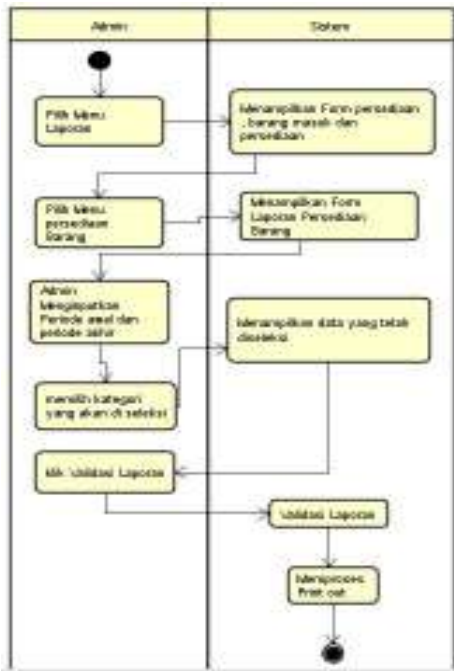 Admin
Sistem
Pilih Menu
Laporan
Menampilkan Form persediaan
, barang masuk dan
persediaan
Pilih Menu
persediaan
Barang
Menampilkan Form
Laporan Persediaan
Barang
Admin
Menginputkan
Periode awal dan
periode akhir
Menampilkan data yang telah
diseleksi
memilih kategori
yang akan di seleksi
klik Validasi Laporan
Validasi Laporan
Memproses
Print out